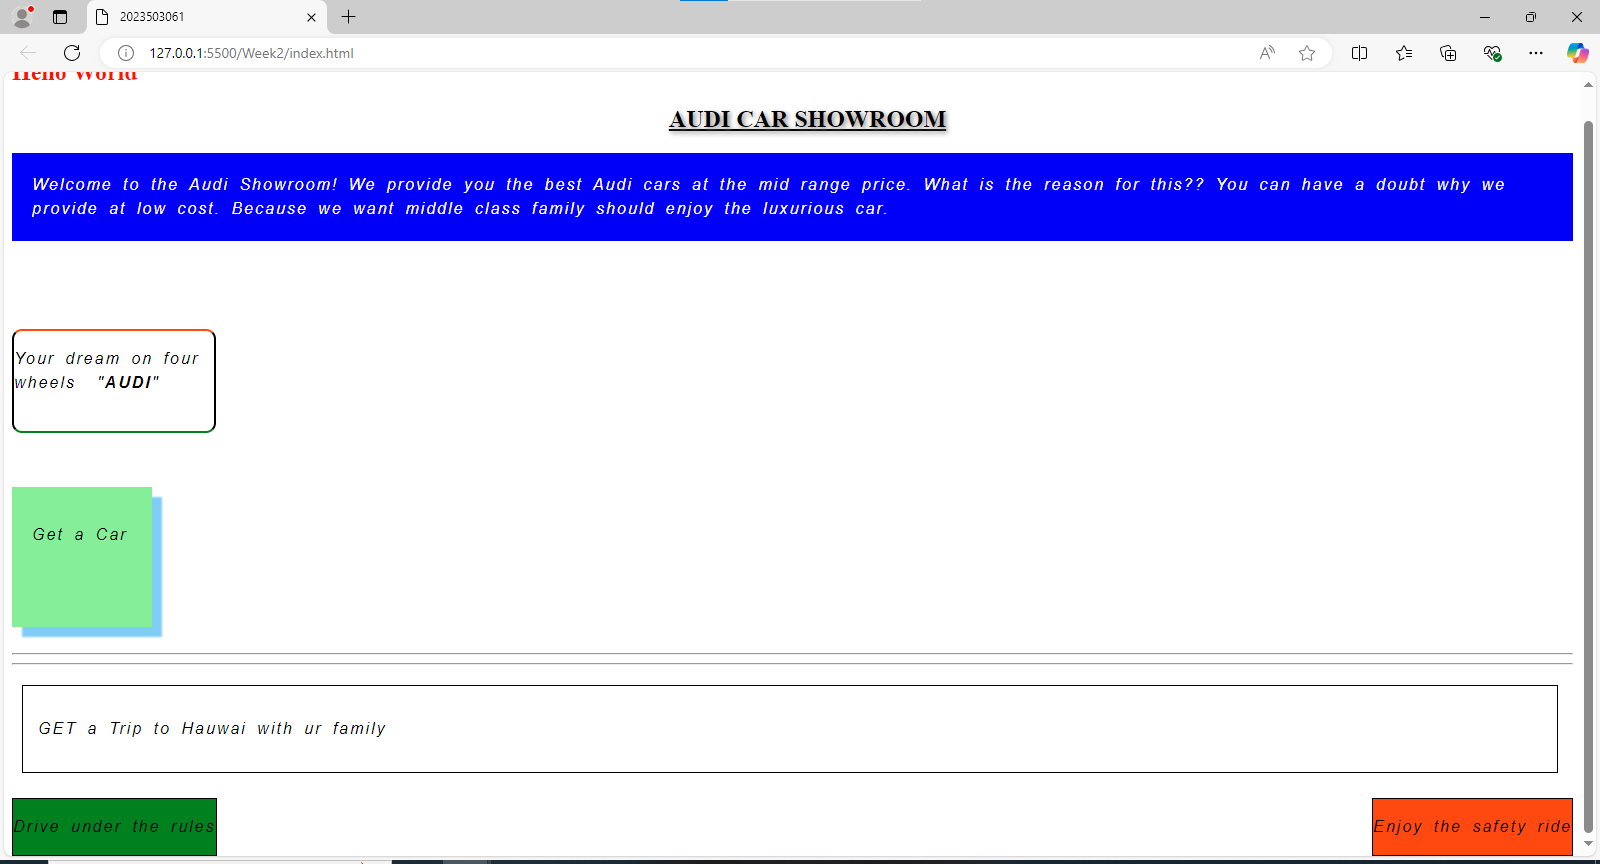 2023503061
127.0.0.1:5500/Week2/index.html
Hello World
AUDI CAR SHOWROOM
Welcome to the Audi Showroom! We provide you the best Audi cars at the mid range price. What is the reason for this?? You can have a doubt why we
provide at low cost. Because we want middle class family should enjoy the luxurious car.
Your dream on four
wheels "AUDI"
Get a Car
GET a Trip to Hauwai with ur family
Drive under the rules
Enjoy the safety ride